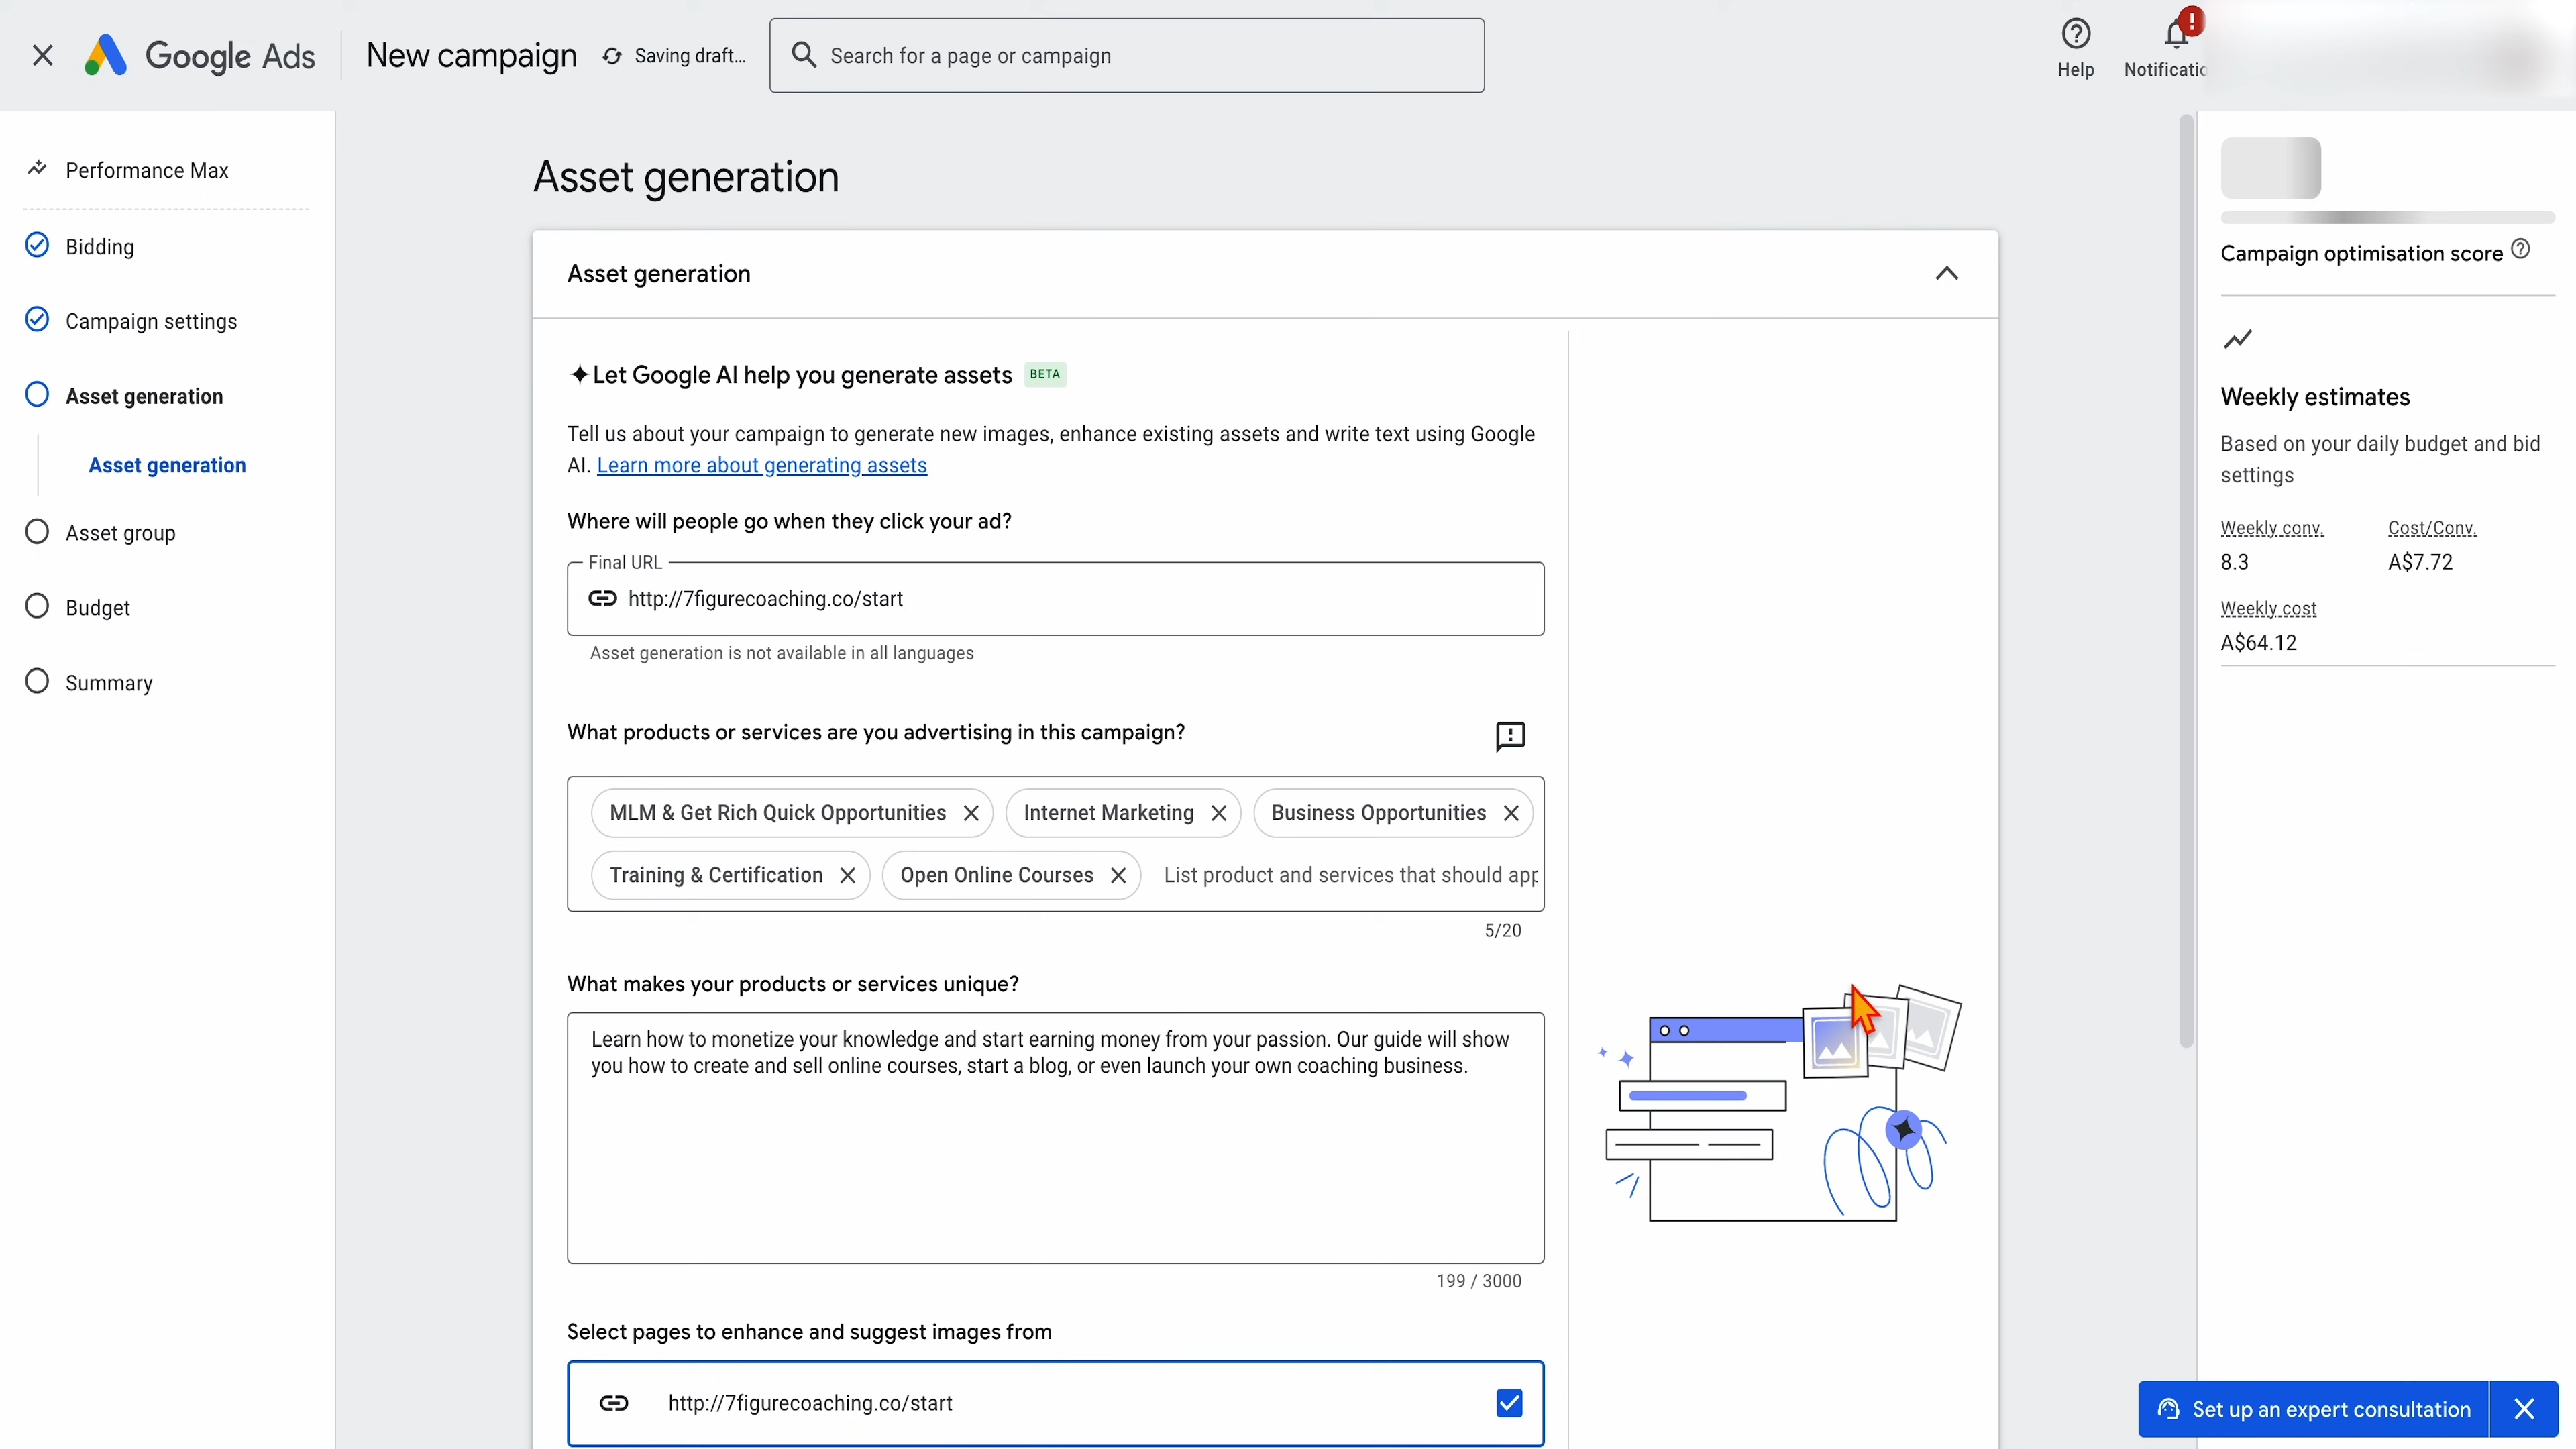 Google Ads
New campaign
Saving draft...
Search for a page or campaign
Help
Performance Max
Bidding
Campaign settings
Asset generation
Asset generation
Asset group
Budget
Summary
Asset generation
Asset generation
Let Google AI help you generate assets BETA
Tell us about your campaign to generate new images, enhance existing assets and write text using Google
AI. Learn more about generating assets
Where will people go when they click your ad?
Final URL
http://7figurecoaching.co/start
Asset generation is not available in all languages
What products or services are you advertising in this campaign?
MLM & Get Rich Quick Opportunities
Internet Marketing
Business Opportunities
Training & Certification
Open Online Courses
List product and services that should app
5/20
What makes your products or services unique?
Learn how to monetize your knowledge and start earning money from your passion. Our guide will show
you how to create and sell online courses, start a blog, or even launch your own coaching business.
199 / 3000
Select pages to enhance and suggest images from
http://7figurecoaching.co/start
Campaign optimisation score
Weekly estimates
Based on your daily budget and bid
settings
Weekly conv. Cost/Conv.
8.3 A$7.72
Weekly cost
A$64.12
Set up an expert consultation